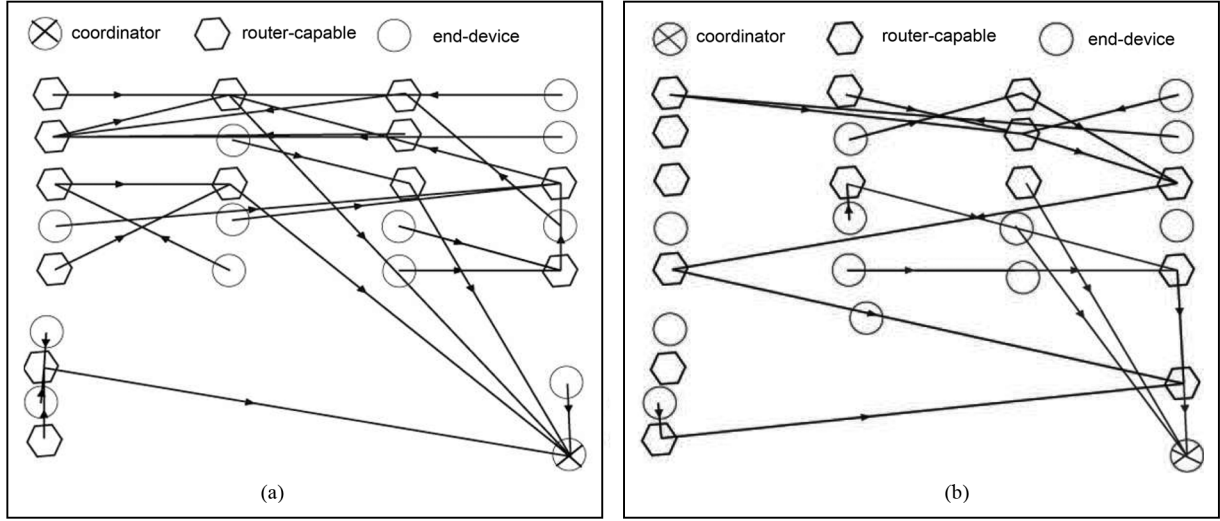 coordinator router-capable end-device
coordinator router-capable end-device
(a)
(b)